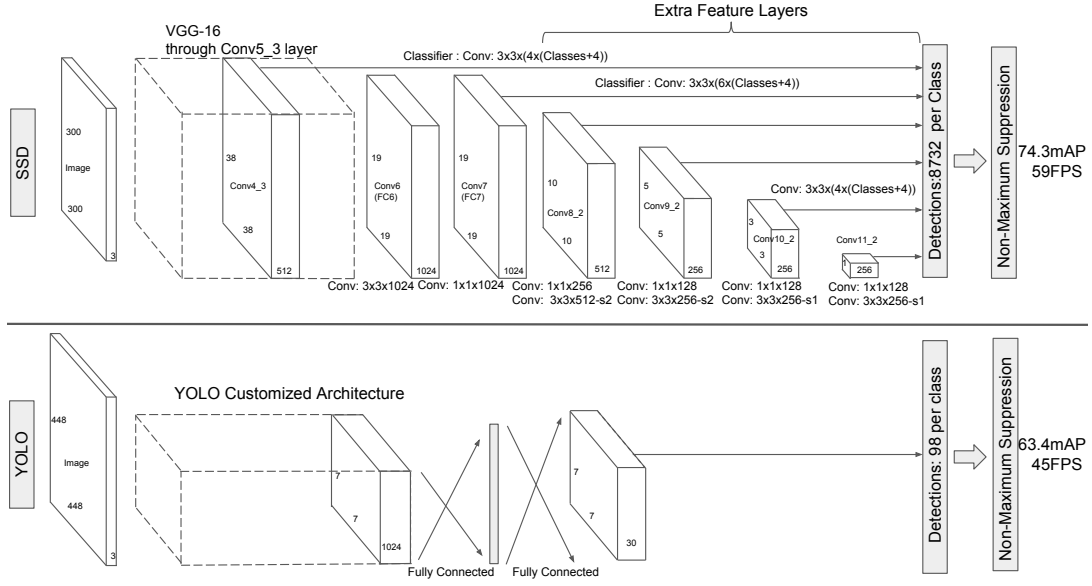 Extra Feature Layers
VGG-16
through Conv5_3 layer
Classifier : Conv: 3x3x(4x(Classes+4))
Classifier : Conv: 3x3x(6x(Classes+4))
Conv: 3x3x(4x(Classes+4))
SSD
300
Image
300
3
38
Conv4_3
38
512
19
Conv6
(FC6)
19
1024
19
Conv7
(FC7)
19
1024
10
Conv8_2
10
512
5
Conv9_2
5
256
3
Conv10_2
3
256
Conv11_2
1
256
Conv: 3x3x1024
Conv: 1x1x1024
Conv: 1x1x256
Conv: 3x3x512-s2
Conv: 1x1x128
Conv: 3x3x256-s2
Conv: 1x1x128
Conv: 3x3x256-s1
Conv: 1x1x128
Conv: 3x3x256-s1
Detections:8732 per Class
Non-Maximum Suppression
74.3mAP
59FPS
YOLO
448
Image
448
3
YOLO Customized Architecture
7
7
1024
Fully Connected
Fully Connected
7
7
30
Detections: 98 per class
Non-Maximum Suppression
63.4mAP
45FPS